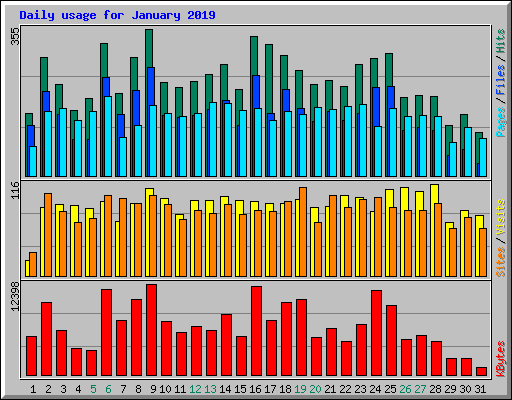 Daily usage for January 2019
355
Pages / Files / Hits
116
Sites / Visits
12398
KBytes
1 2 3 4 5 6 7 8 9 10 11 12 13 14 15 16 17 18 19 20 21 22 23 24 25 26 27 28 29 30 31